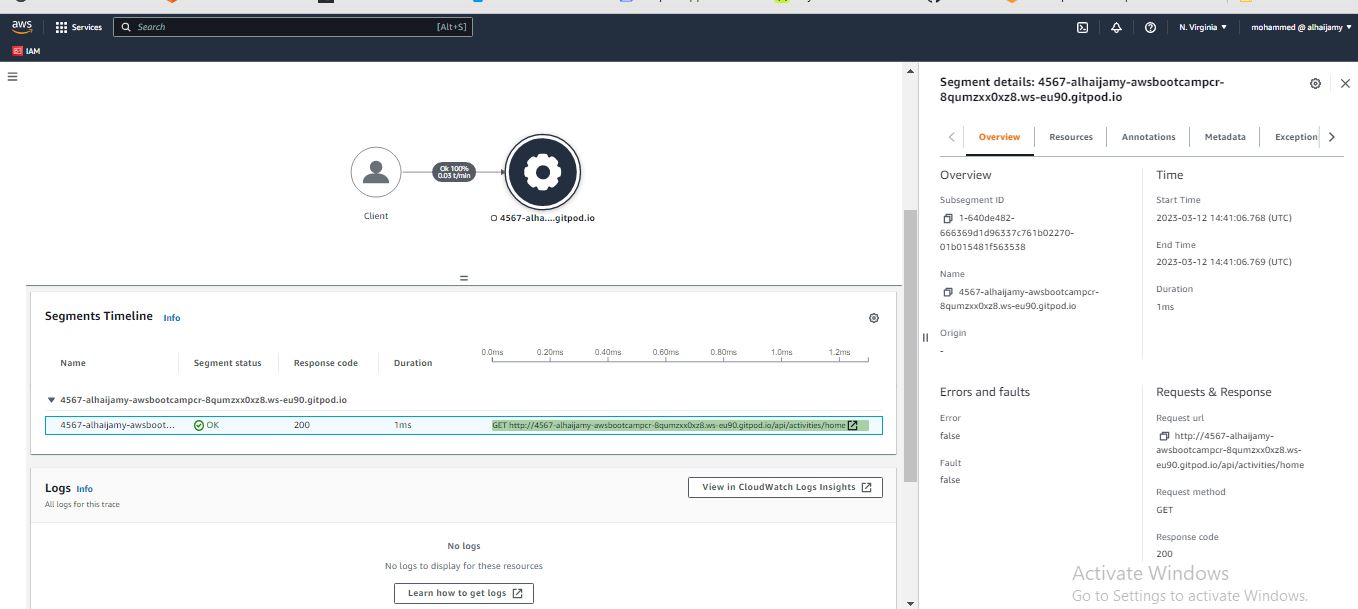 aws
Services
Search
[Alt+S]
N. Virginia
mohammed @ alhaijamy
IAM
Ok 100%
0.03 t/min
Client
4567-alha....gitpod.io
Segments Timeline
Info
Name
Segment status
Response code
Duration
0.0ms
0.20ms
0.40ms
0.60ms
0.80ms
1.0ms
1.2ms
4567-alhaijamy-awsbootcampcr-8qumzxx0xz8.ws-eu90.gitpod.io
4567-alhaijamy-awsboot...
OK
200
1ms
GET http://4567-alhaijamy-awsbootcampcr-8qumzxx0xz8.ws-eu90.gitpod.io/api/activities/home
Logs Info
All logs for this trace
View in CloudWatch Logs Insights
No logs
No logs to display for these resources
Learn how to get logs
Segment details: 4567-alhaijamy-awsbootcampcr-
8qumzxx0xz8.ws-eu90.gitpod.io
Overview
Resources
Annotations
Metadata
Exception
Overview
Subsegment ID
1-640de482-
666369d1d96337c761b02270-
01b015481f563538
Name
4567-alhaijamy-awsbootcampcr-
8qumzxx0xz8.ws-eu90.gitpod.io
Origin
-
Time
Start Time
2023-03-12 14:41:06.768 (UTC)
End Time
2023-03-12 14:41:06.769 (UTC)
Duration
1ms
Errors and faults
Error
false
Fault
false
Requests & Response
Request url
http://4567-alhaijamy-
awsbootcampcr-8qumzxx0xz8.ws-
eu90.gitpod.io/api/activities/home
Request method
GET
Response code
200
Activate Windows
Go to Settings to activate Windows.